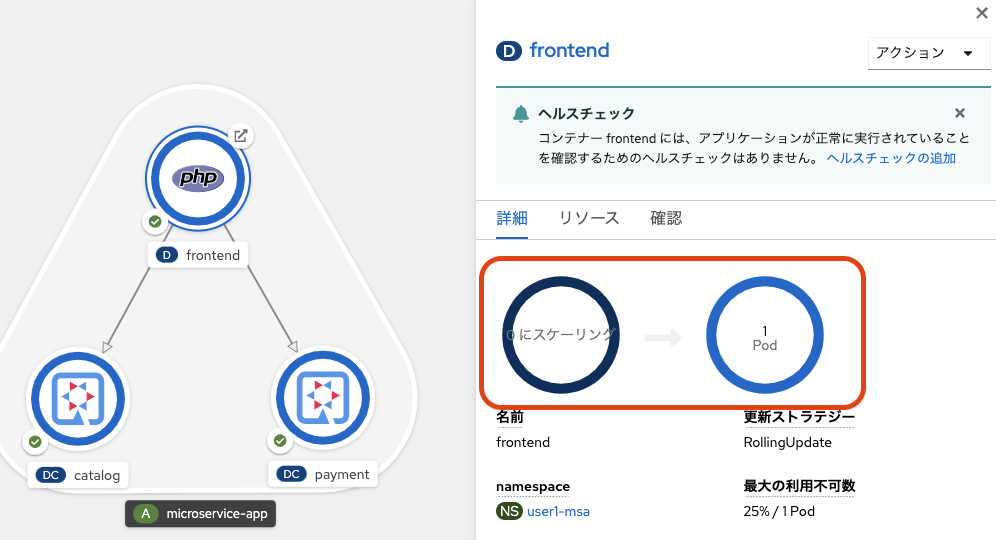 php
D frontend
DC catalog
DC payment
A microservice-app
D frontend
アクション
ヘルスチェック
コンテナー frontend には、アプリケーションが正常に実行されていること
を確認するためのヘルスチェックはありません。 ヘルスチェックの追加
詳細 リソース 確認
0 にスケーリング
1
Pod
名前
frontend
更新ストラテジー
RollingUpdate
namespace
NS user1-msa
最大の利用不可数
25% / 1 Pod